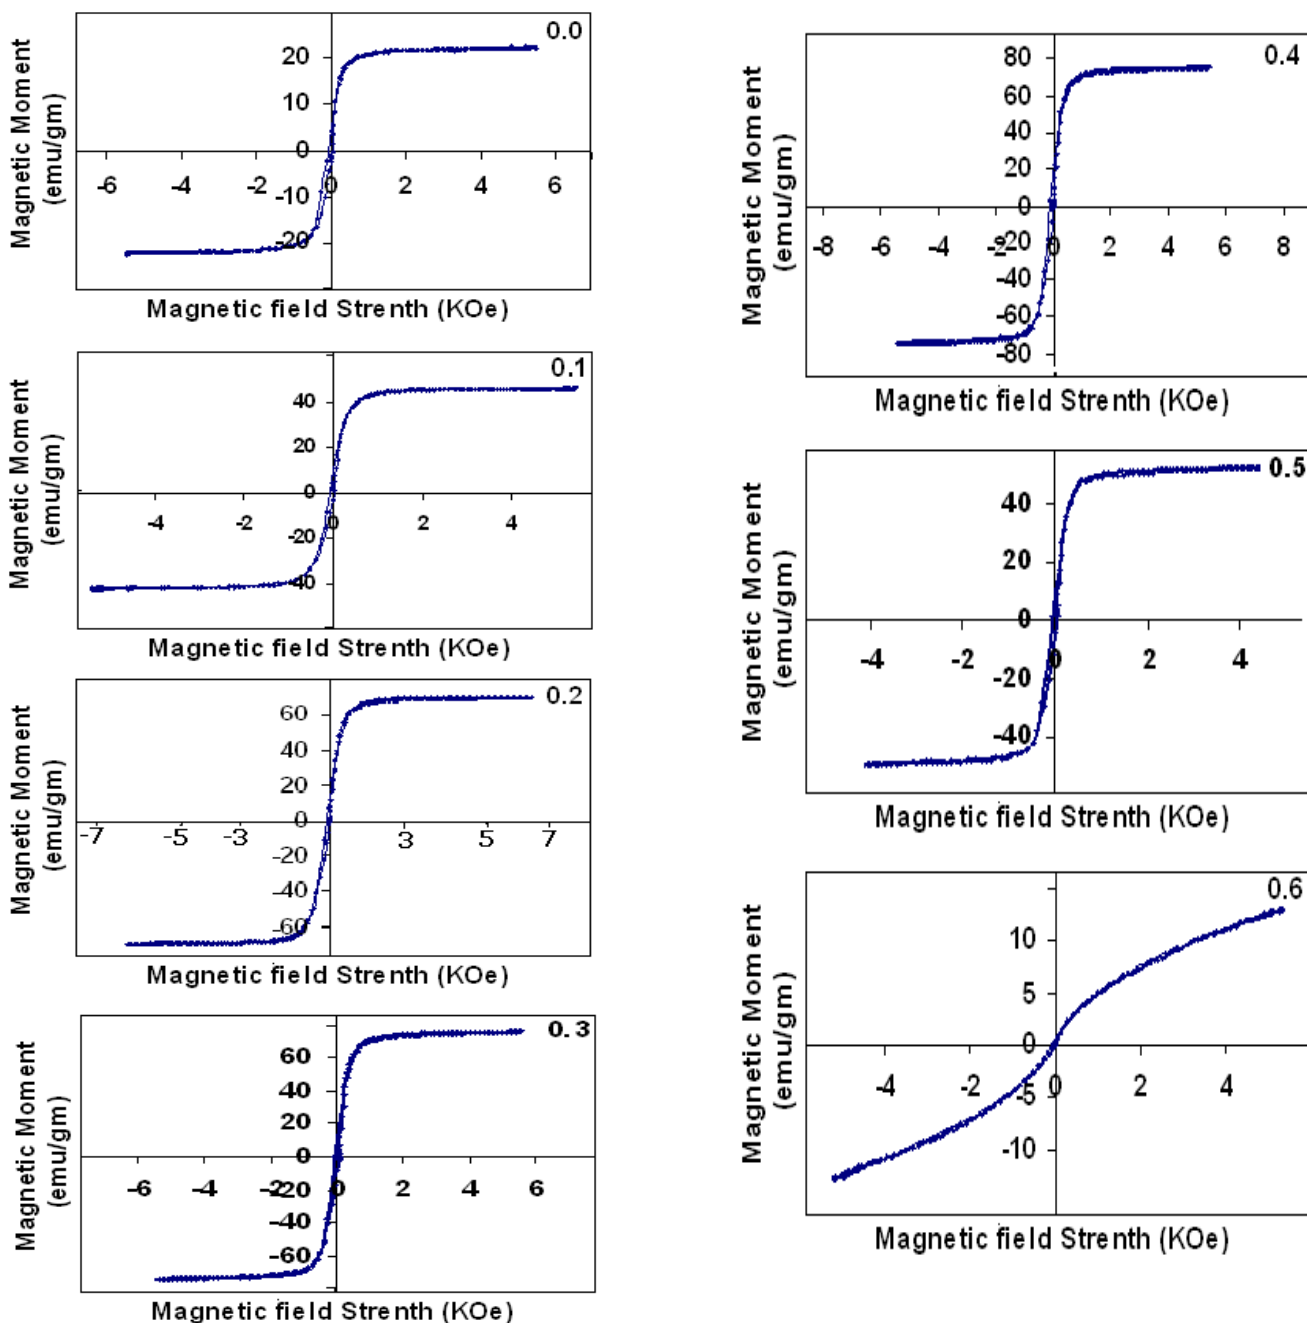 0.0
Magnetic Moment
(emu/gm)
20
10
0
-10
-20
-6 -4 -2 0 2 4 6
Magnetic field Strenth (KOe)
0.1
Magnetic Moment
(emu/gm)
40
20
0
-20
-40
-4 -2 0 2 4
Magnetic field Strenth (KOe)
0.2
Magnetic Moment
(emu/gm)
60
40
20
0
-20
-40
-60
-7 -5 -3 3 5 7
Magnetic field Strenth (KOe)
0.3
Magnetic Moment
(emu/gm)
60
40
20
0
-20
-40
-60
-6 -4 -2 0 2 4 6
Magnetic field Strenth (KOe)
0.4
Magnetic Moment
(emu/gm)
80
60
40
20
0
-20
-40
-60
-80
-8 -6 -4 -2 0 2 4 6 8
Magnetic field Strenth (KOe)
0.5
Magnetic Moment
(emu/gm)
40
20
0
-20
-40
-4 -2 0 2 4
Magnetic field Strenth (KOe)
0.6
Magnetic Moment
(emu/gm)
10
5
0
-5
-10
-4 -2 0 2 4
Magnetic field Strenth (KOe)